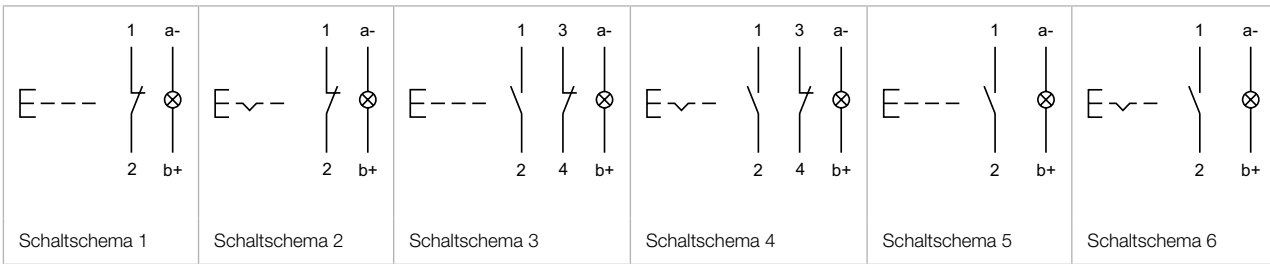 1 a-
2 b+
Schaltschema 1
1 a-
2 b+
Schaltschema 2
1 3 a-
2 4 b+
Schaltschema 3
1 3 a-
2 4 b+
Schaltschema 4
1 a-
2 b+
Schaltschema 5
1 a-
2 b+
Schaltschema 6